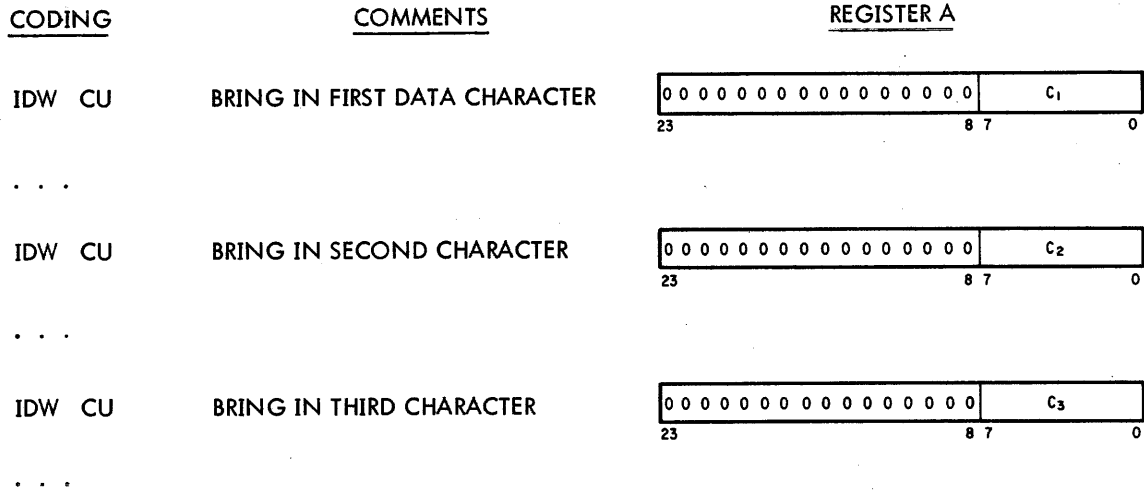 CODING COMMENTS REGISTER A
IDW CU BRING IN FIRST DATA CHARACTER 0 0 0 0 0 0 0 0 0 0 0 0 0 0 0 0 C₁
23 8 7 0
. . .
IDW CU BRING IN SECOND CHARACTER 0 0 0 0 0 0 0 0 0 0 0 0 0 0 0 0 C₂
23 8 7 0
. . .
IDW CU BRING IN THIRD CHARACTER 0 0 0 0 0 0 0 0 0 0 0 0 0 0 0 0 C₃
23 8 7 0
. . .